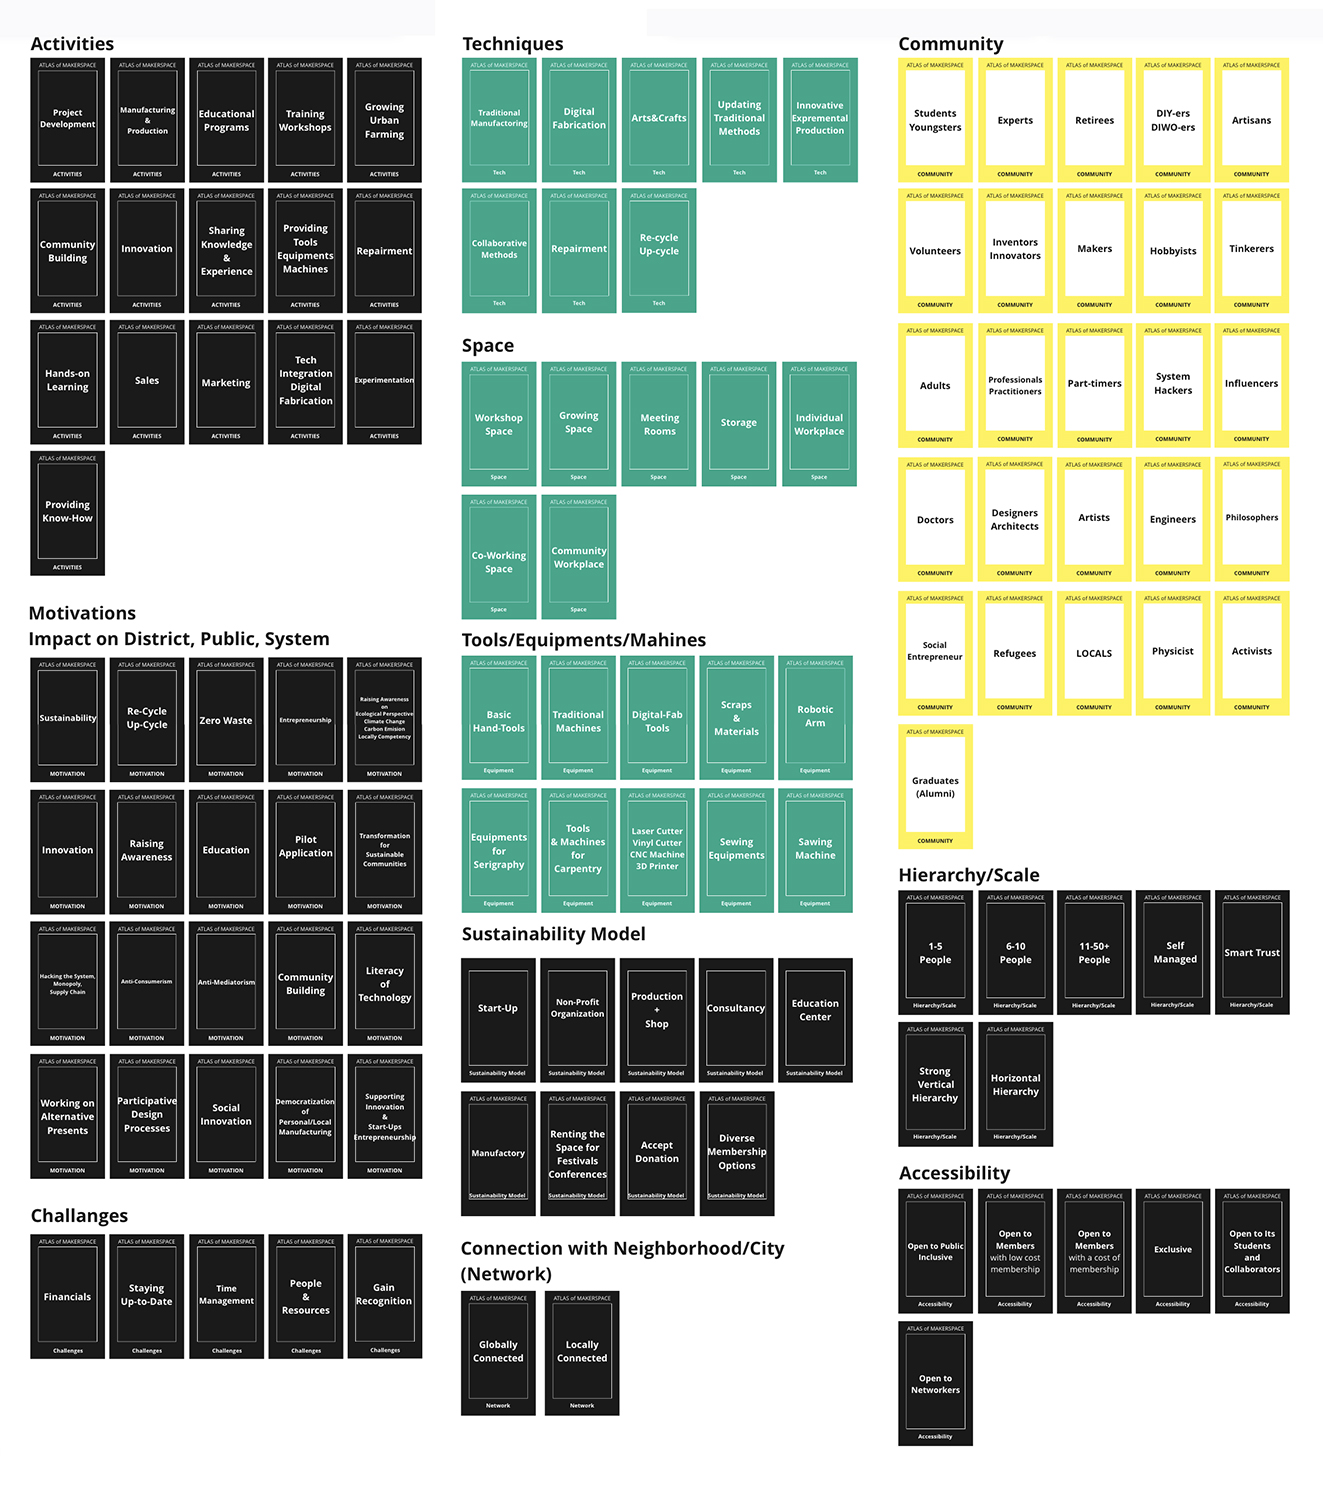 Activities
ATLAS of MAKERSPACE
Project
Development
ACTIVITIES
ATLAS of MAKERSPACE
Manufacturing
&
Production
ACTIVITIES
ATLAS of MAKERSPACE
Educational
Programs
ACTIVITIES
ATLAS of MAKERSPACE
Training
Workshops
ACTIVITIES
ATLAS of MAKERSPACE
Growing
Urban
Farming
ACTIVITIES
ATLAS of MAKERSPACE
Community
Building
ACTIVITIES
ATLAS of MAKERSPACE
Innovation
ACTIVITIES
ATLAS of MAKERSPACE
Sharing
Knowledge
&
Experience
ACTIVITIES
ATLAS of MAKERSPACE
Providing
Tools
Equipments
Machines
ACTIVITIES
ATLAS of MAKERSPACE
Repairment
ACTIVITIES
ATLAS of MAKERSPACE
Hands-on
Learning
ACTIVITIES
ATLAS of MAKERSPACE
Sales
ACTIVITIES
ATLAS of MAKERSPACE
Marketing
ACTIVITIES
ATLAS of MAKERSPACE
Tech
Integration
Digital
Fabrication
ACTIVITIES
ATLAS of MAKERSPACE
Experimentation
ACTIVITIES
ATLAS of MAKERSPACE
Providing
Know-How
ACTIVITIES
Motivations
Impact on District, Public, System
ATLAS of MAKERSPACE
Sustainability
MOTIVATION
ATLAS of MAKERSPACE
Re-Cycle
Up-Cycle
MOTIVATION
ATLAS of MAKERSPACE
Zero Waste
MOTIVATION
ATLAS of MAKERSPACE
Entrepreneurship
MOTIVATION
ATLAS of MAKERSPACE
Raising Awareness
on
Ecological Perspective
Climate Change
Carbon Emision
Locally Competency
MOTIVATION
ATLAS of MAKERSPACE
Innovation
MOTIVATION
ATLAS of MAKERSPACE
Raising
Awareness
MOTIVATION
ATLAS of MAKERSPACE
Education
MOTIVATION
ATLAS of MAKERSPACE
Pilot
Application
MOTIVATION
ATLAS of MAKERSPACE
Transformation
for
Sustainable
Communities
MOTIVATION
ATLAS of MAKERSPACE
Hacking the System,
Monopoly,
Supply Chain
MOTIVATION
ATLAS of MAKERSPACE
Anti-Consumerism
MOTIVATION
ATLAS of MAKERSPACE
Anti-Mediatorism
MOTIVATION
ATLAS of MAKERSPACE
Community
Building
MOTIVATION
ATLAS of MAKERSPACE
Literacy
of
Technology
MOTIVATION
ATLAS of MAKERSPACE
Working on
Alternative
Presents
MOTIVATION
ATLAS of MAKERSPACE
Participative
Design
Processes
MOTIVATION
ATLAS of MAKERSPACE
Social
Innovation
MOTIVATION
ATLAS of MAKERSPACE
Democratization
of
Personal/Local
Manufacturing
MOTIVATION
ATLAS of MAKERSPACE
Supporting
Innovation
&
Start-Ups
Entrepreneurship
MOTIVATION
Challanges
ATLAS of MAKERSPACE
Financials
Challenges
ATLAS of MAKERSPACE
Staying
Up-to-Date
Challenges
ATLAS of MAKERSPACE
Time
Management
Challenges
ATLAS of MAKERSPACE
People
&
Resources
Challenges
ATLAS of MAKERSPACE
Gain
Recognition
Challenges
Techniques
ATLAS of MAKERSPACE
Traditional
Manufactoring
Tech
ATLAS of MAKERSPACE
Digital
Fabrication
Tech
ATLAS of MAKERSPACE
Arts&Crafts
Tech
ATLAS of MAKERSPACE
Updating
Traditional
Methods
Tech
ATLAS of MAKERSPACE
Innovative
Expremental
Production
Tech
ATLAS of MAKERSPACE
Collaborative
Methods
Tech
ATLAS of MAKERSPACE
Repairment
Tech
ATLAS of MAKERSPACE
Re-cycle
Up-cycle
Tech
Space
ATLAS of MAKERSPACE
Workshop
Space
Space
ATLAS of MAKERSPACE
Growing
Space
Space
ATLAS of MAKERSPACE
Meeting
Rooms
Space
ATLAS of MAKERSPACE
Storage
Space
ATLAS of MAKERSPACE
Individual
Workplace
Space
ATLAS of MAKERSPACE
Co-Working
Space
Space
ATLAS of MAKERSPACE
Community
Workplace
Space
Tools/Equipments/Mahines
ATLAS of MAKERSPACE
Basic
Hand-Tools
Equipment
ATLAS of MAKERSPACE
Traditional
Machines
Equipment
ATLAS of MAKERSPACE
Digital-Fab
Tools
Equipment
ATLAS of MAKERSPACE
Scraps
&
Materials
Equipment
ATLAS of MAKERSPACE
Robotic
Arm
Equipment
ATLAS of MAKERSPACE
Equipments
for
Serigraphy
Equipment
ATLAS of MAKERSPACE
Tools
& Machines
for
Carpentry
Equipment
ATLAS of MAKERSPACE
Laser Cutter
Vinyl Cutter
CNC Machine
3D Printer
Equipment
ATLAS of MAKERSPACE
Sewing
Equipments
Equipment
ATLAS of MAKERSPACE
Sawing
Machine
Equipment
Sustainability Model
ATLAS of MAKERSPACE
Start-Up
Sustainability Model
ATLAS of MAKERSPACE
Non-Profit
Organization
Sustainability Model
ATLAS of MAKERSPACE
Production
+
Shop
Sustainability Model
ATLAS of MAKERSPACE
Consultancy
Sustainability Model
ATLAS of MAKERSPACE
Education
Center
Sustainability Model
ATLAS of MAKERSPACE
Manufactory
Sustainability Model
ATLAS of MAKERSPACE
Renting the
Space for
Festivals
Conferences
Sustainability Model
ATLAS of MAKERSPACE
Accept
Donation
Sustainability Model
ATLAS of MAKERSPACE
Diverse
Membership
Options
Sustainability Model
Connection with Neighborhood/City
(Network)
ATLAS of MAKERSPACE
Globally
Connected
Network
ATLAS of MAKERSPACE
Locally
Connected
Network
Community
ATLAS of MAKERSPACE
Students
Youngsters
COMMUNITY
ATLAS of MAKERSPACE
Experts
COMMUNITY
ATLAS of MAKERSPACE
Retirees
COMMUNITY
ATLAS of MAKERSPACE
DIY-ers
DIWO-ers
COMMUNITY
ATLAS of MAKERSPACE
Artisans
COMMUNITY
ATLAS of MAKERSPACE
Volunteers
COMMUNITY
ATLAS of MAKERSPACE
Inventors
Innovators
COMMUNITY
ATLAS of MAKERSPACE
Makers
COMMUNITY
ATLAS of MAKERSPACE
Hobbyists
COMMUNITY
ATLAS of MAKERSPACE
Tinkerers
COMMUNITY
ATLAS of MAKERSPACE
Adults
COMMUNITY
ATLAS of MAKERSPACE
Professionals
Practitioners
COMMUNITY
ATLAS of MAKERSPACE
Part-timers
COMMUNITY
ATLAS of MAKERSPACE
System
Hackers
COMMUNITY
ATLAS of MAKERSPACE
Influencers
COMMUNITY
ATLAS of MAKERSPACE
Doctors
COMMUNITY
ATLAS of MAKERSPACE
Designers
Architects
COMMUNITY
ATLAS of MAKERSPACE
Artists
COMMUNITY
ATLAS of MAKERSPACE
Engineers
COMMUNITY
ATLAS of MAKERSPACE
Philosophers
COMMUNITY
ATLAS of MAKERSPACE
Social
Entrepreneur
COMMUNITY
ATLAS of MAKERSPACE
Refugees
COMMUNITY
ATLAS of MAKERSPACE
LOCALS
COMMUNITY
ATLAS of MAKERSPACE
Physicist
COMMUNITY
ATLAS of MAKERSPACE
Activists
COMMUNITY
ATLAS of MAKERSPACE
Graduates
(Alumni)
COMMUNITY
Hierarchy/Scale
ATLAS of MAKERSPACE
1-5
People
Hierarchy/Scale
ATLAS of MAKERSPACE
6-10
People
Hierarchy/Scale
ATLAS of MAKERSPACE
11-50+
People
Hierarchy/Scale
ATLAS of MAKERSPACE
Self
Managed
Hierarchy/Scale
ATLAS of MAKERSPACE
Smart Trust
Hierarchy/Scale
ATLAS of MAKERSPACE
Strong
Vertical
Hierarchy
Hierarchy/Scale
ATLAS of MAKERSPACE
Horizontal
Hierarchy
Hierarchy/Scale
Accessibility
ATLAS of MAKERSPACE
Open to Public
Inclusive
Accessibility
ATLAS of MAKERSPACE
Open to
Members
with low cost
membership
Accessibility
ATLAS of MAKERSPACE
Open to
Members
with a cost of
membership
Accessibility
ATLAS of MAKERSPACE
Exclusive
Accessibility
ATLAS of MAKERSPACE
Open to Its
Students
and
Collaborators
Accessibility
ATLAS of MAKERSPACE
Open to
Networkers
Accessibility